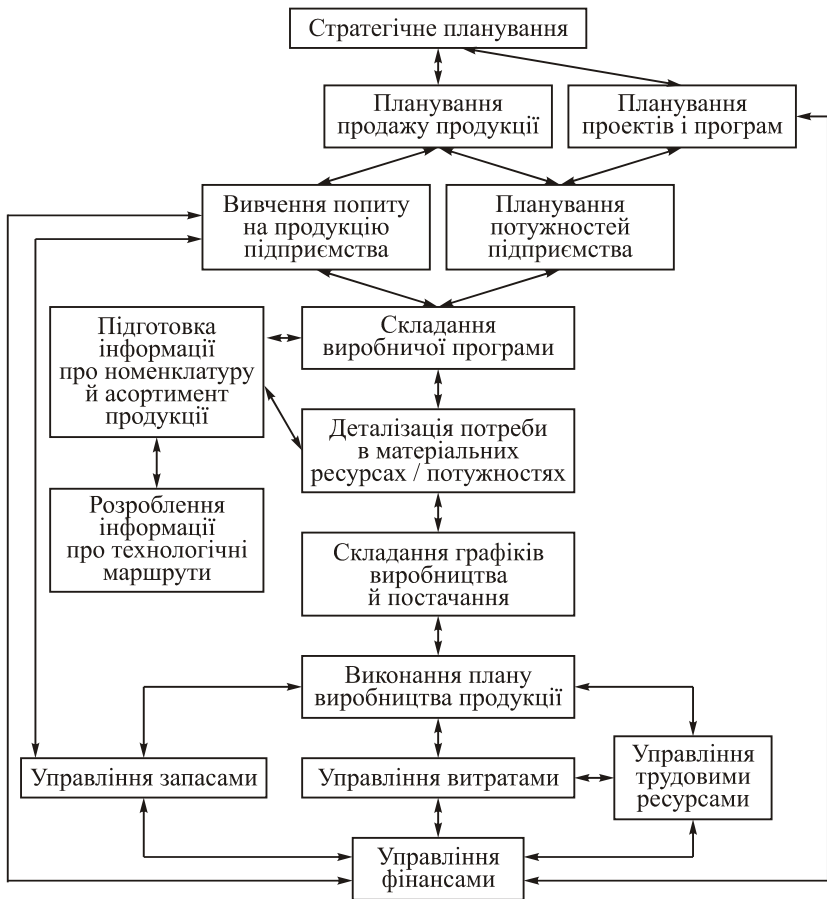 Стратегічне планування
Планування
продажу продукції
Планування
проектів і програм
Вивчення попиту
на продукцію
підприємства
Планування
потужностей
підприємства
Підготовка
інформації
про номенклатуру
й асортимент
продукції
Складання
виробничої програми
Деталізація потреби
в матеріальних
ресурсах / потужностях
Розроблення
інформації
про технологічні
маршрути
Складання графіків
виробництва
й постачання
Виконання плану
виробництва продукції
Управління запасами
Управління витратами
Управління
трудовими
ресурсами
Управління
фінансами